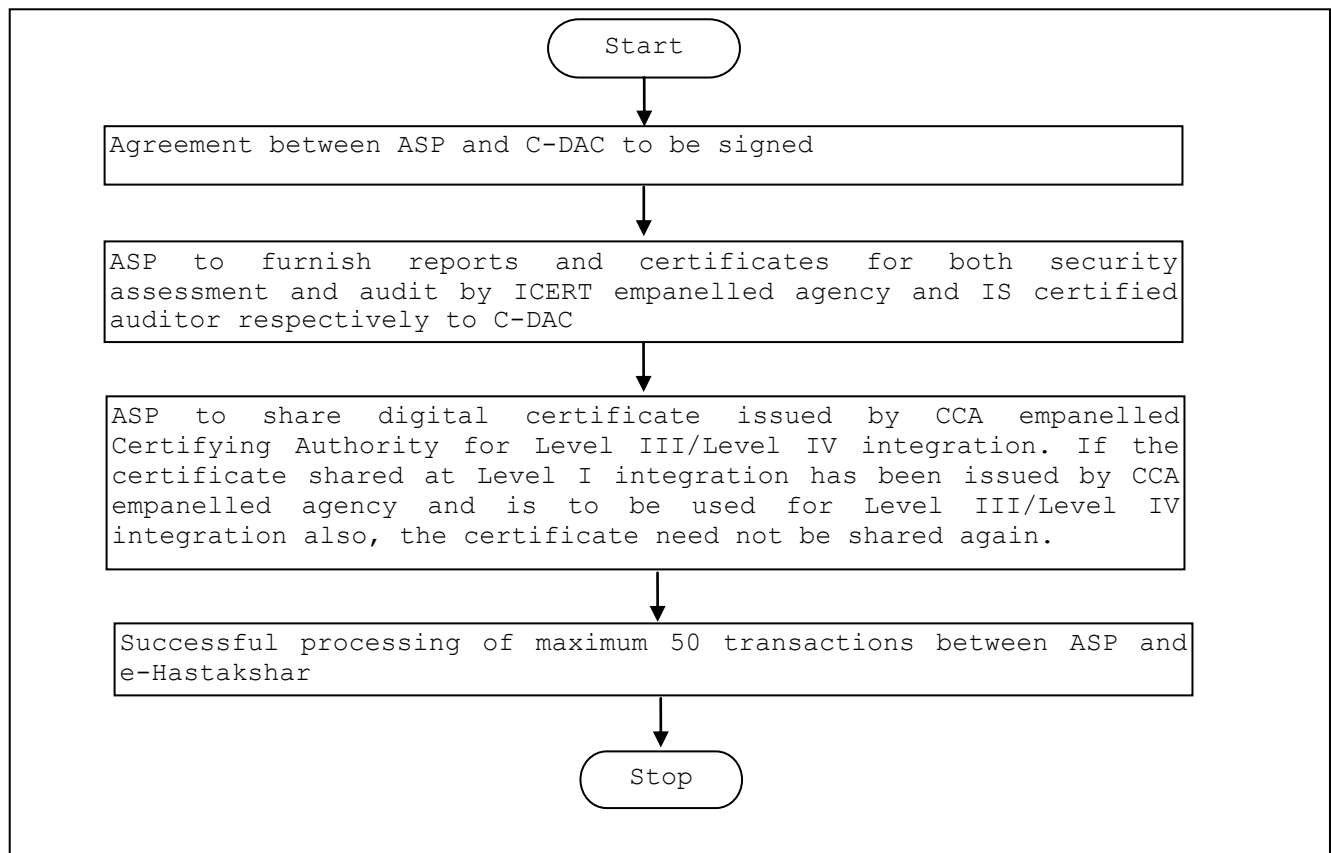 Start
Agreement between ASP and C-DAC to be signed
ASP to furnish reports and certificates for both security
assessment and audit by ICERT empanelled agency and IS certified
auditor respectively to C-DAC
ASP to share digital certificate issued by CCA empanelled
Certifying Authority for Level III/Level IV integration. If the
certificate shared at Level I integration has been issued by CCA
empanelled agency and is to be used for Level III/Level IV
integration also, the certificate need not be shared again.
Successful processing of maximum 50 transactions between ASP and
e-Hastakshar
Stop